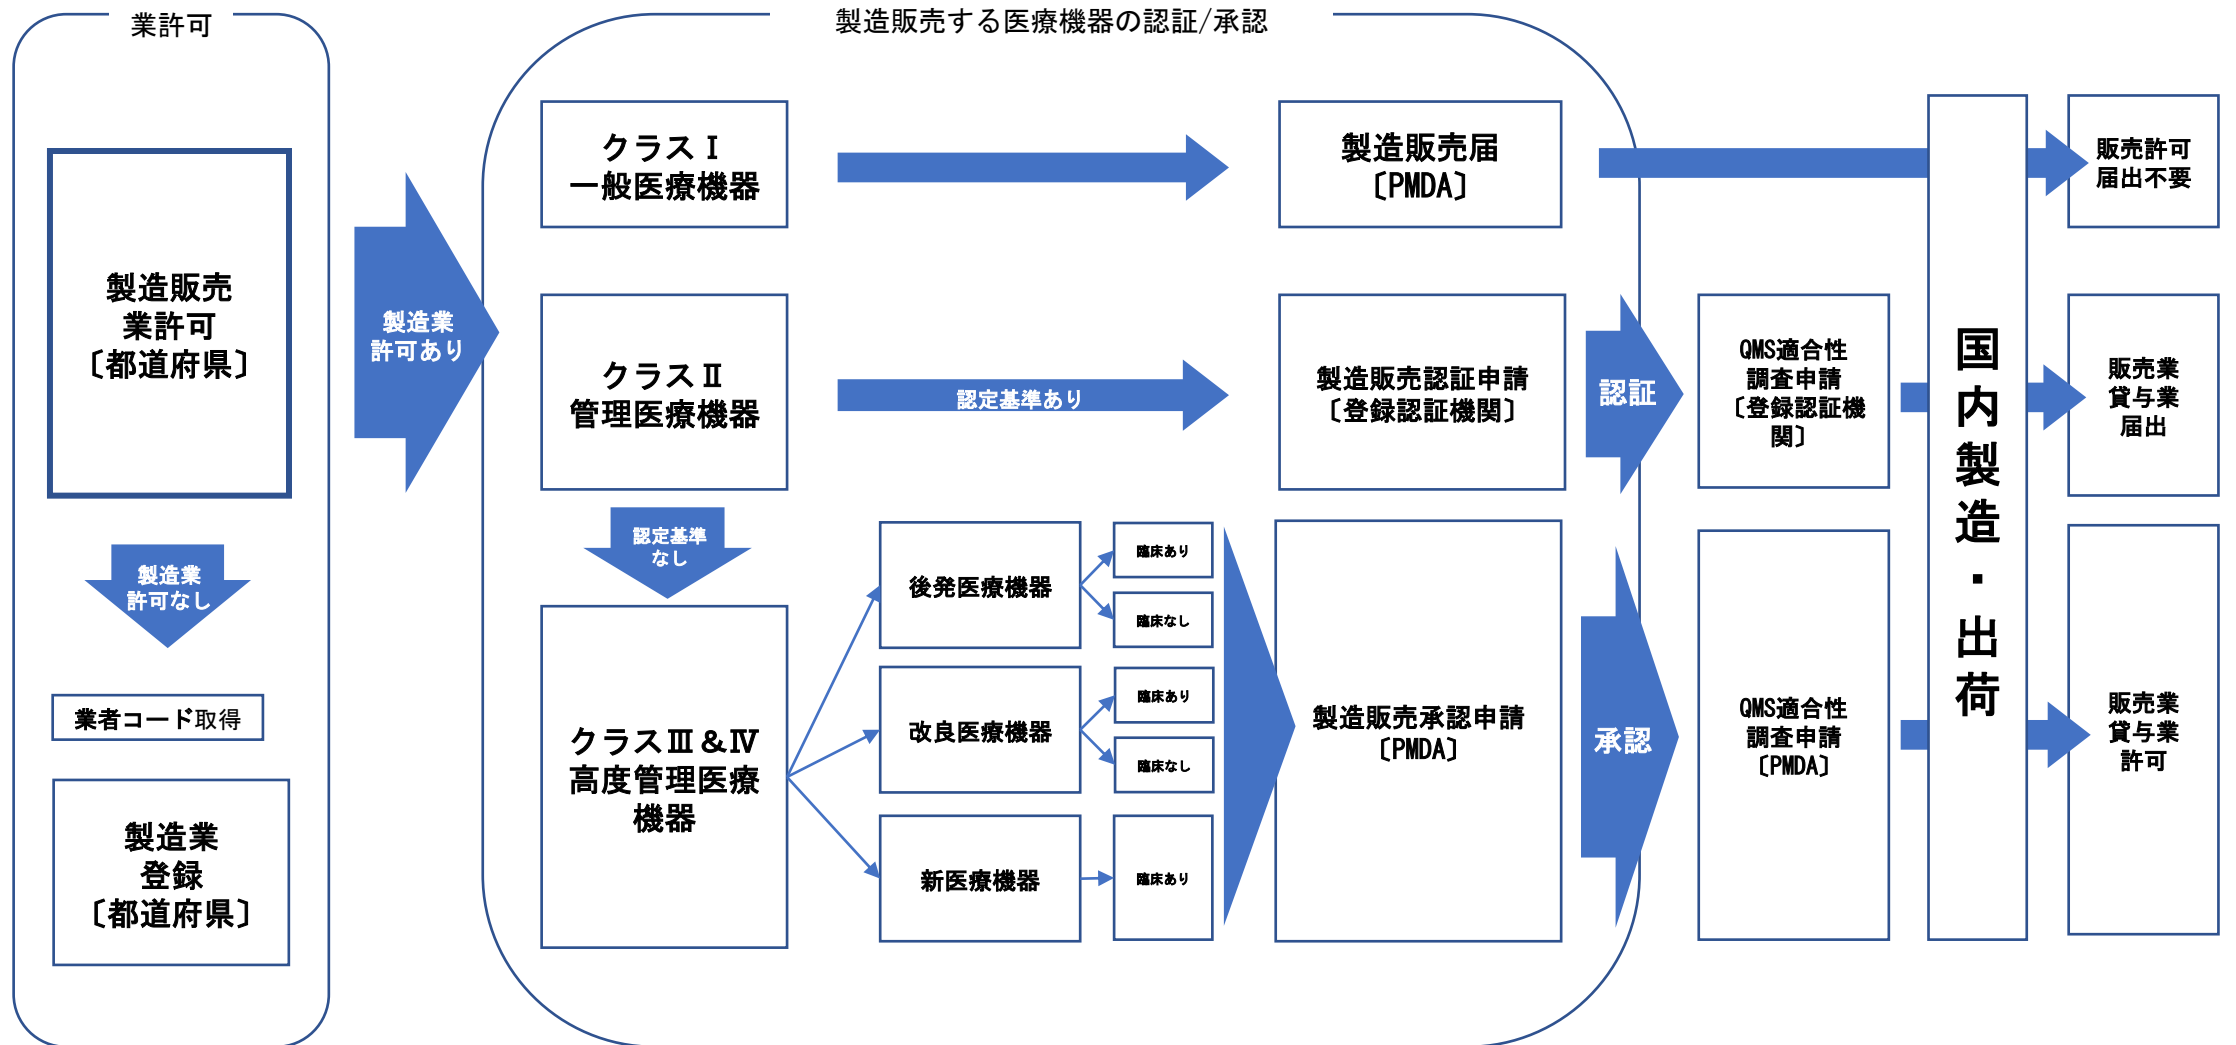 業許可
製造販売
業許可
〔都道府県〕
製造業
許可なし
業者コード取得
製造業
登録
〔都道府県〕
製造業
許可あり
製造販売する医療機器の認証/承認
クラスⅠ
一般医療機器
製造販売届
〔PMDA〕
販売許可
届出不要
クラスⅡ
管理医療機器
認定基準あり
製造販売認証申請
〔登録認証機関〕
認証
QMS適合性
調査申請
〔登録認証機
関〕
販売業
貸与業
届出
認定基準
なし
クラスⅢ&Ⅳ
高度管理医療
機器
後発医療機器
臨床あり
臨床なし
改良医療機器
臨床あり
臨床なし
新医療機器
臨床あり
製造販売承認申請
〔PMDA〕
承認
QMS適合性
調査申請
〔PMDA〕
国内製造・出荷
販売業
貸与業
許可